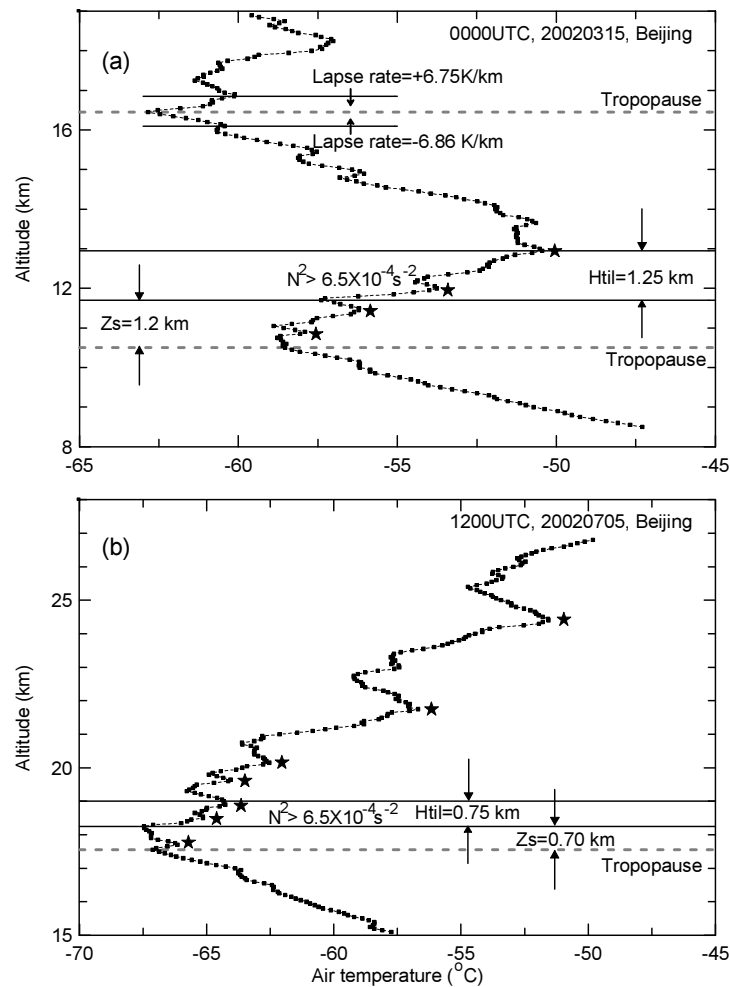 0000UTC, 20020315, Beijing
(a)
Lapse rate=+6.75K/km
Tropopause
16
Lapse rate=-6.86 K/km
Altitude (km)
N²> 6.5X10⁻⁴s⁻²
Htil=1.25 km
12
Zs=1.2 km
Tropopause
8
-65 -60 -55 -50 -45
1200UTC, 20020705, Beijing
(b)
25
Altitude (km)
20
N²> 6.5X10⁻⁴s⁻²
Htil=0.75 km
Zs=0.70 km
Tropopause
15
-70 -65 -60 -55 -50 -45
Air temperature (°C)